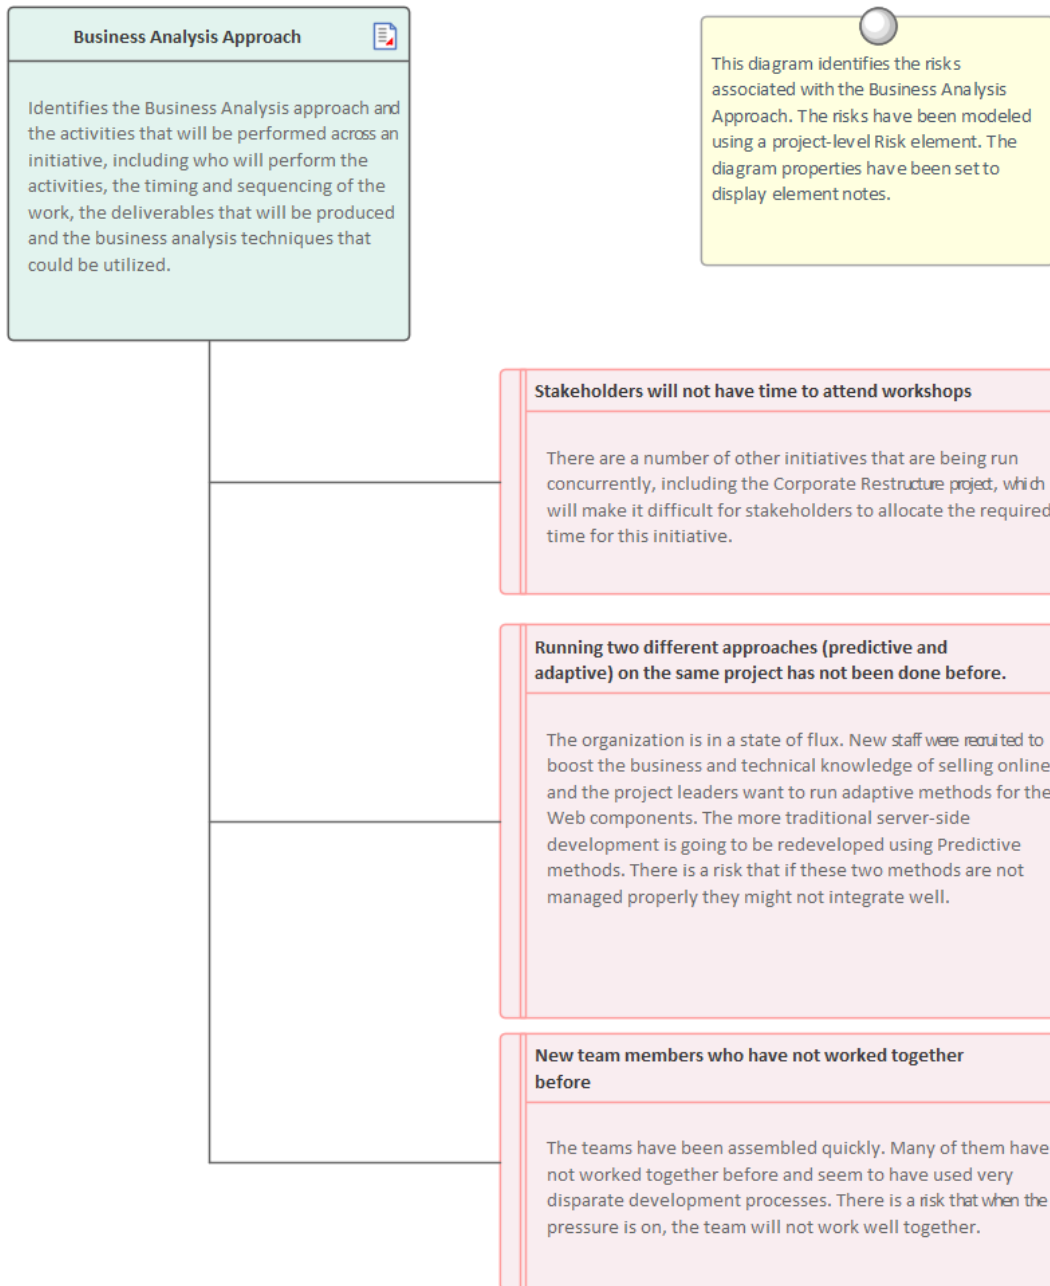 Business Analysis Approach
Identifies the Business Analysis approach and
the activities that will be performed across an
initiative, including who will perform the
activities, the timing and sequencing of the
work, the deliverables that will be produced
and the business analysis techniques that
could be utilized.
This diagram identifies the risks
associated with the Business Analysis
Approach. The risks have been modeled
using a project-level Risk element. The
diagram properties have been set to
display element notes.
Stakeholders will not have time to attend workshops
There are a number of other initiatives that are being run
concurrently, including the Corporate Restructure project, which
will make it difficult for stakeholders to allocate the required
time for this initiative.
Running two different approaches (predictive and
adaptive) on the same project has not been done before.
The organization is in a state of flux. New staff were recruited to
boost the business and technical knowledge of selling online
and the project leaders want to run adaptive methods for the
Web components. The more traditional server-side
development is going to be redeveloped using Predictive
methods. There is a risk that if these two methods are not
managed properly they might not integrate well.
New team members who have not worked together
before
The teams have been assembled quickly. Many of them have
not worked together before and seem to have used very
disparate development processes. There is a risk that when the
pressure is on, the team will not work well together.